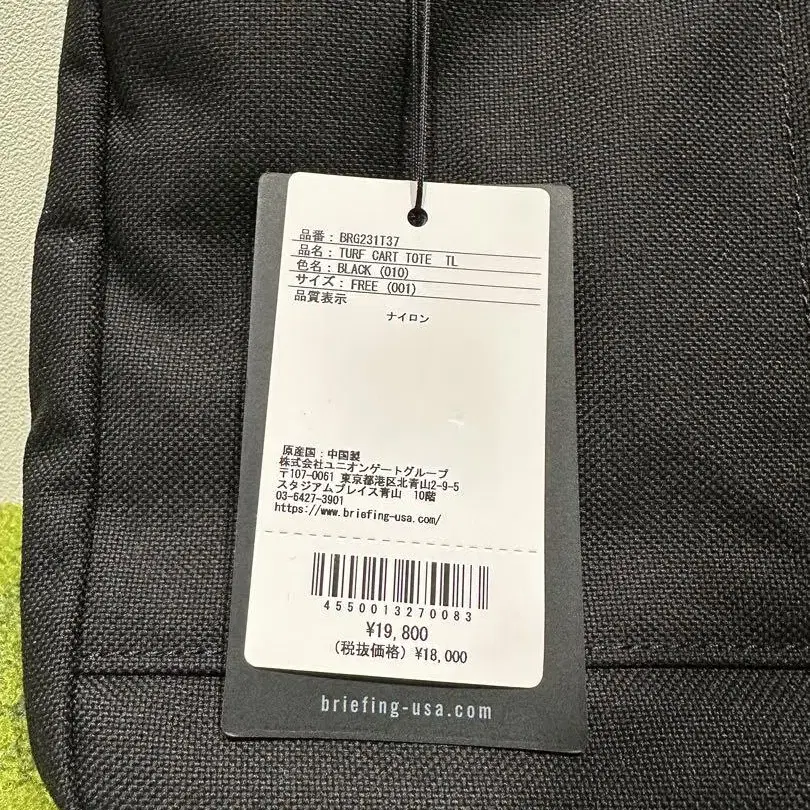 品番：BRG231T37
品名：TURF CART TOTE TL
色名：BLACK (010)
サイズ：FREE (001)
品質表示
ナイロン
原産国：中国製
株式会社ユニオンゲートグループ
〒107-0061 東京都港区北青山2-9-5
スタジアムプレイス青山 10階
03-6427-3901
https://www.briefing-usa.com/
4550013270083
¥19,800
(税抜価格) ¥18,000
briefing-usa.com